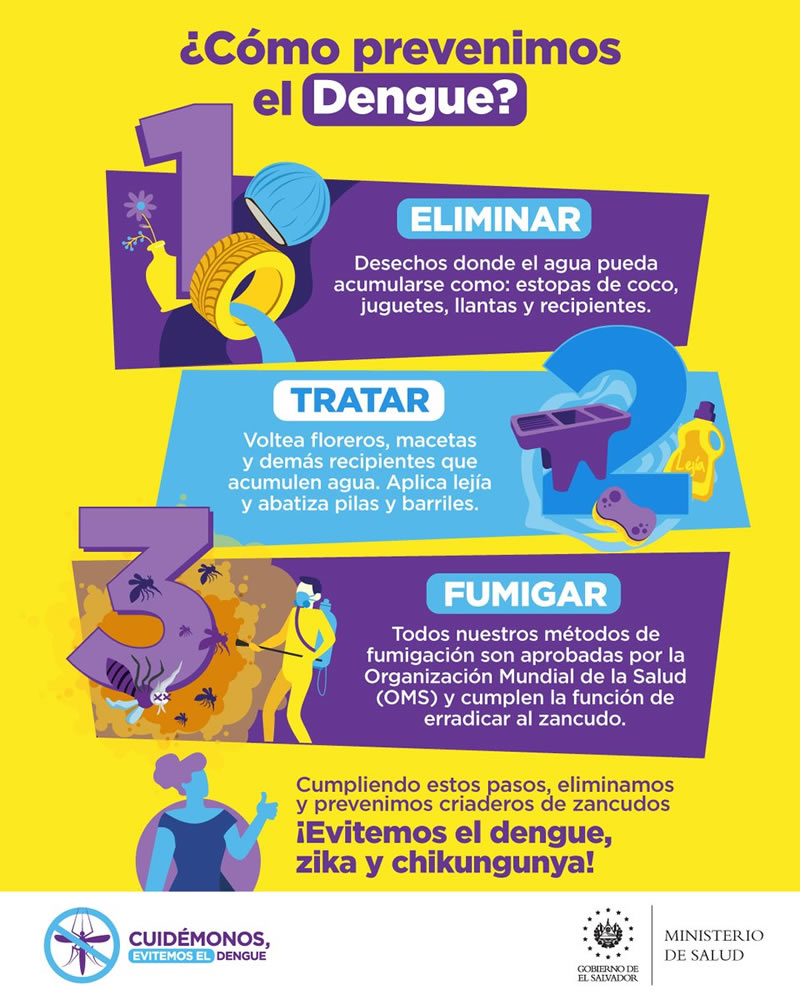 ¿Cómo prevenimos
el Dengue?
1
ELIMINAR
Desechos donde el agua pueda
acumularse como: estopas de coco,
juguetes, llantas y recipientes.
2
TRATAR
Voltea floreros, macetas
y demás recipientes que
acumulen agua. Aplica lejía
y abatiza pilas y barriles.
Lejía
3
FUMIGAR
Todos nuestros métodos de
fumigación son aprobadas por la
Organización Mundial de la Salud
(OMS) y cumplen la función de
erradicar al zancudo.
Cumpliendo estos pasos, eliminamos
y prevenimos criaderos de zancudos
¡Evitemos el dengue,
zika y chikungunya!
CUIDÉMONOS,
EVITEMOS EL DENGUE
GOBIERNO DE
EL SALVADOR
MINISTERIO
DE SALUD